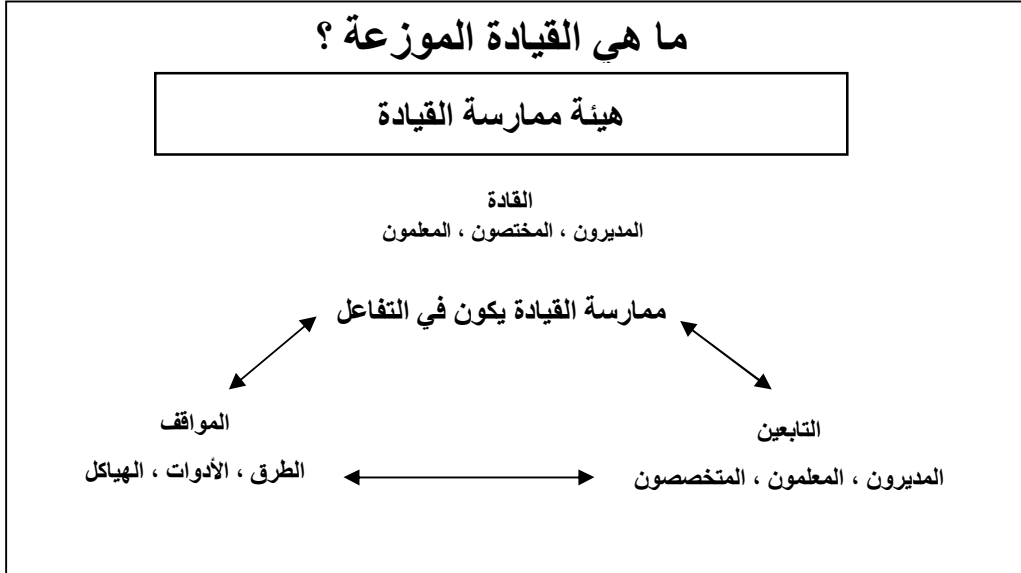 ما هي القيادة الموزعة ؟
هيئة ممارسة القيادة
القادة
المديرون ، المختصون ، المعلمون
ممارسة القيادة يكون في التفاعل
التابعين
المواقف
المديرون ، المعلمون ، المتخصصون
الطرق ، الأدوات ، الهياكل